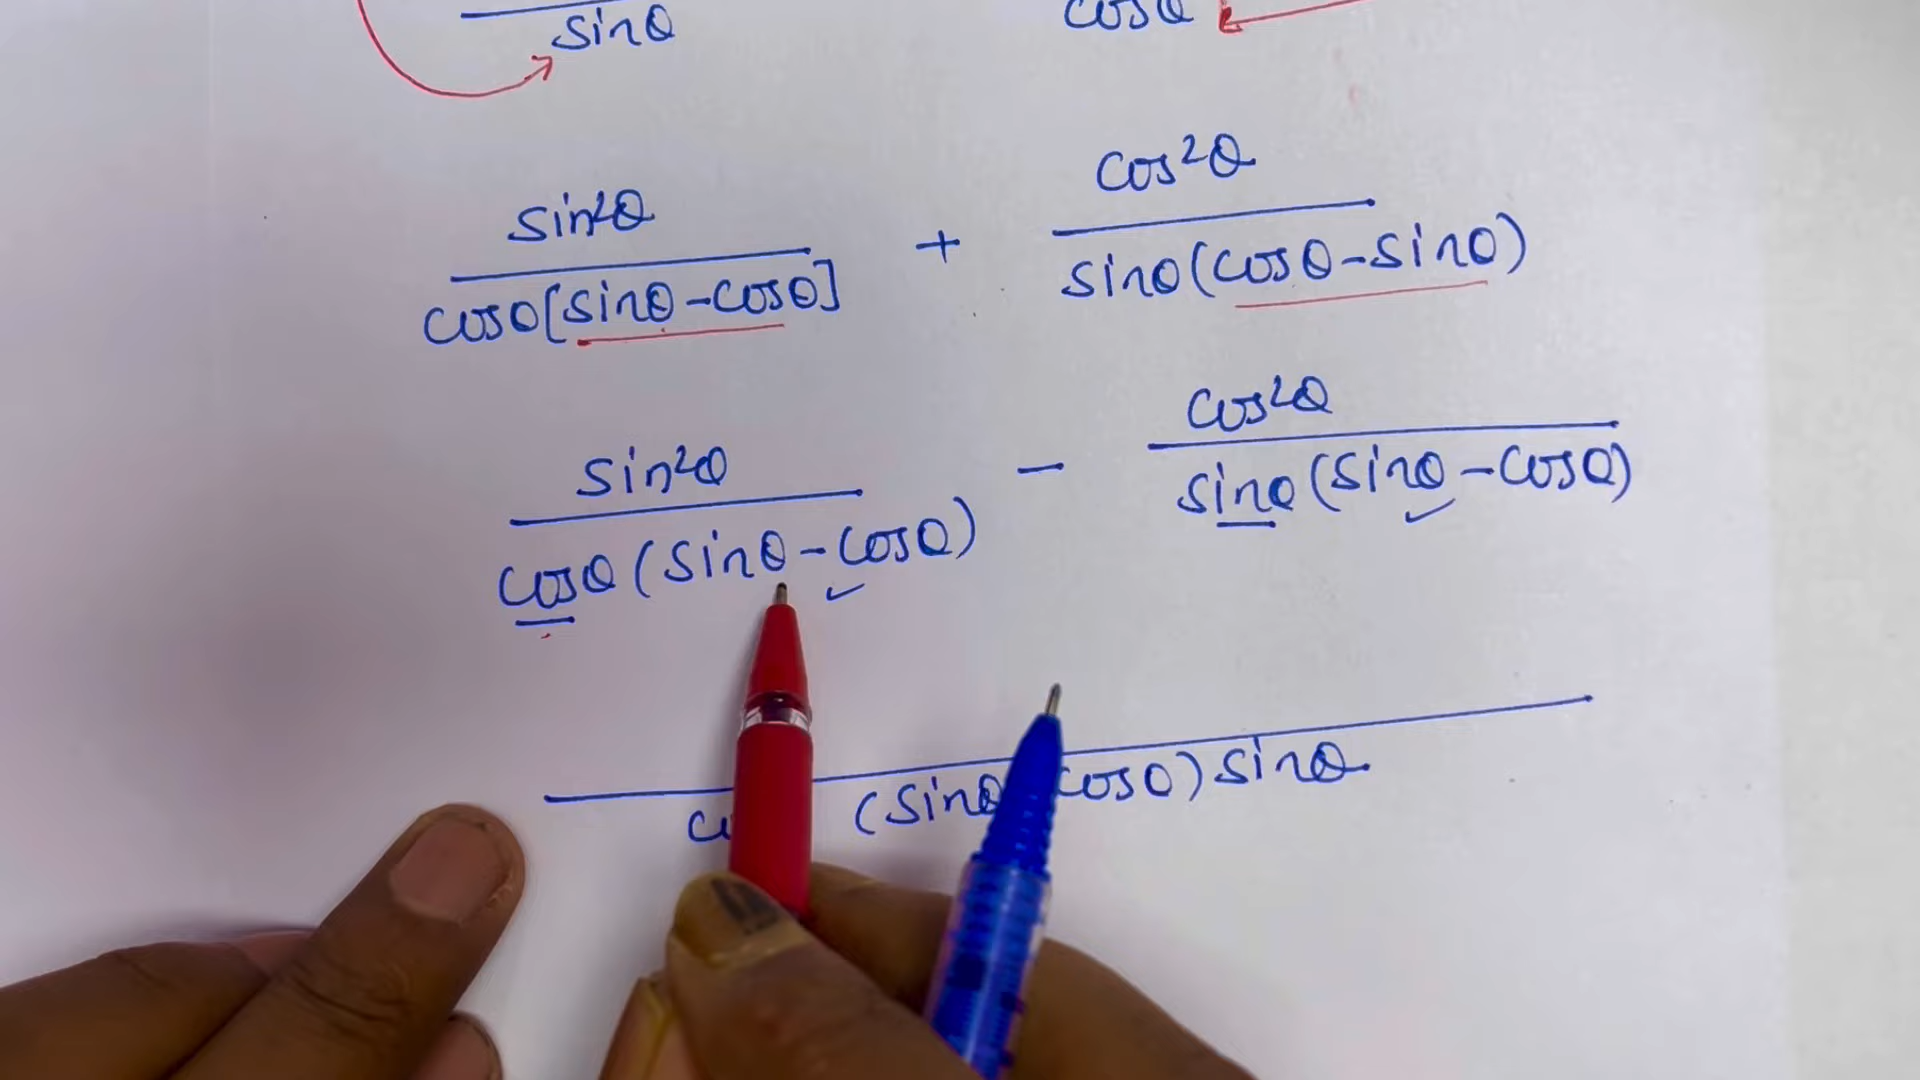 sinθ cosθ
sin²θ + cos²θ
cosθ[sinθ-cosθ] sinθ(cosθ-sinθ)
sin²θ - cos²θ
cosθ(sinθ-cosθ) sinθ(sinθ-cosθ)
(sinθ cosθ)sinθ